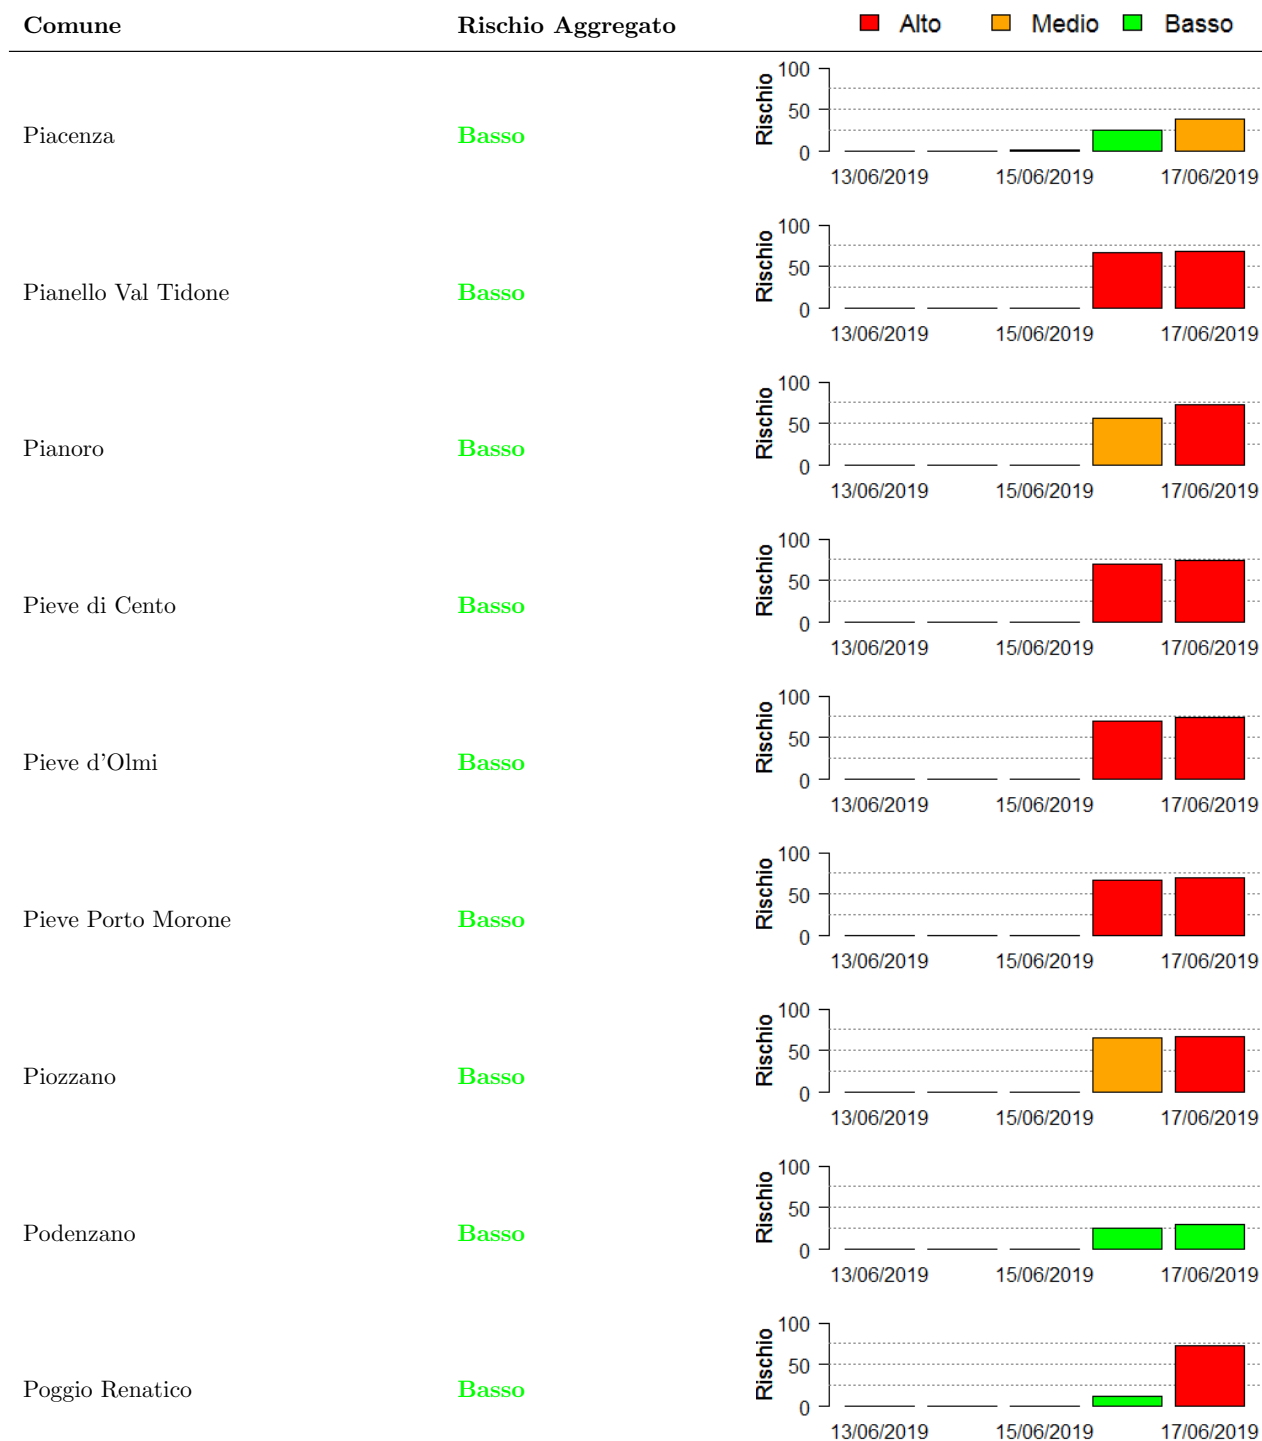 Comune Rischio Aggregato Alto Medio Basso
Piacenza Basso
Rischio
100
50
0
13/06/2019 15/06/2019 17/06/2019
Pianello Val Tidone Basso
Rischio
100
50
0
13/06/2019 15/06/2019 17/06/2019
Pianoro Basso
Rischio
100
50
0
13/06/2019 15/06/2019 17/06/2019
Pieve di Cento Basso
Rischio
100
50
0
13/06/2019 15/06/2019 17/06/2019
Pieve d'Olmi Basso
Rischio
100
50
0
13/06/2019 15/06/2019 17/06/2019
Pieve Porto Morone Basso
Rischio
100
50
0
13/06/2019 15/06/2019 17/06/2019
Piozzano Basso
Rischio
100
50
0
13/06/2019 15/06/2019 17/06/2019
Podenzano Basso
Rischio
100
50
0
13/06/2019 15/06/2019 17/06/2019
Poggio Renatico Basso
Rischio
100
50
0
13/06/2019 15/06/2019 17/06/2019